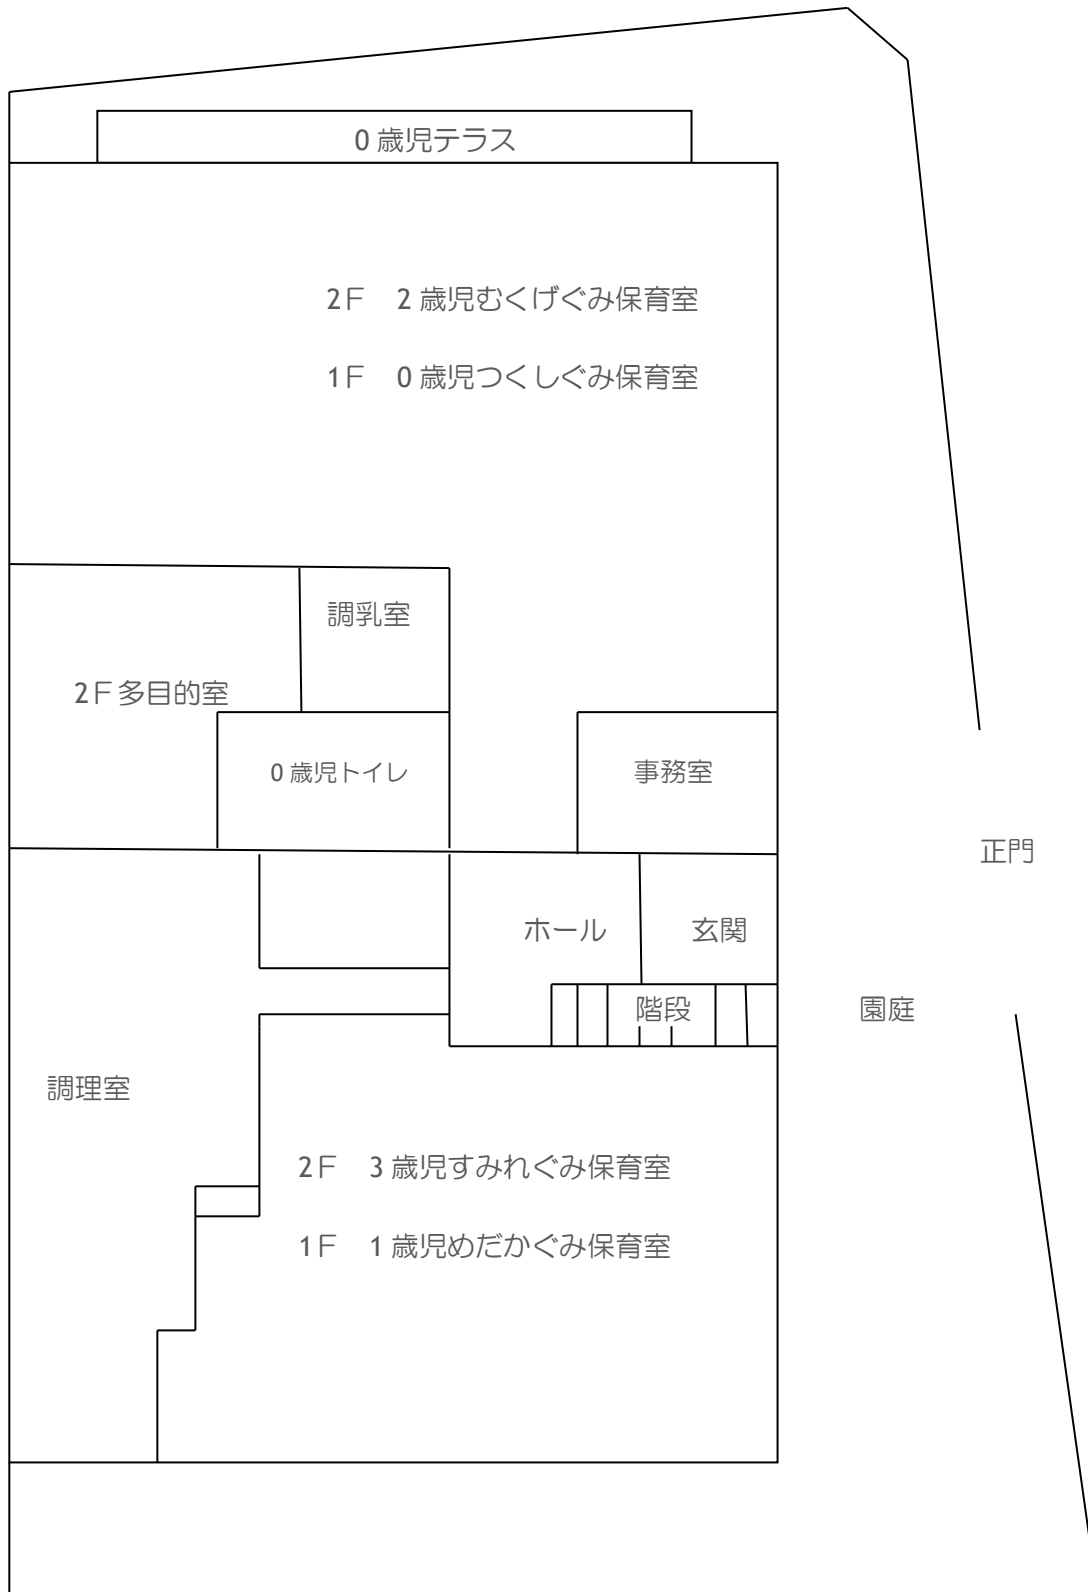 0歳児テラス
2F　2歳児むくげぐみ保育室
1F　0歳児つくしぐみ保育室
調乳室
2F多目的室
0歳児トイレ
事務室
正門
ホール
玄関
階段
園庭
調理室
2F　3歳児すみれぐみ保育室
1F　1歳児めだかぐみ保育室